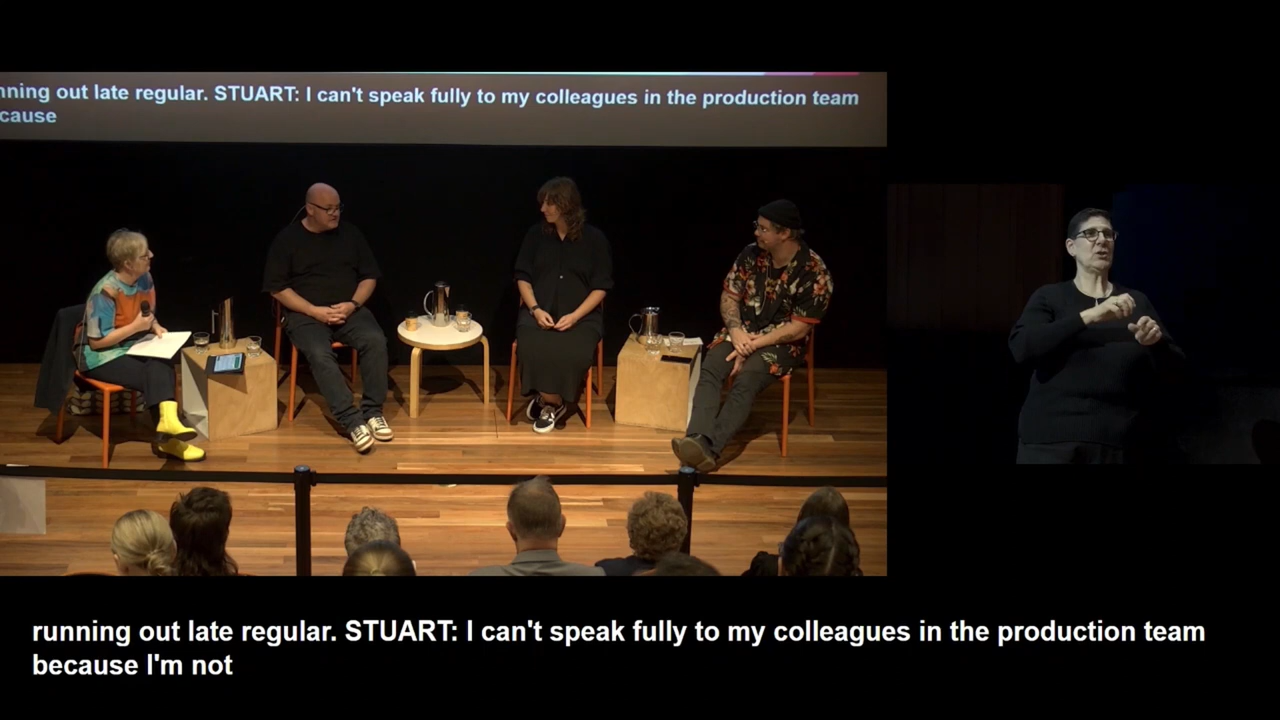 nning out late regular. STUART: I can't speak fully to my colleagues in the production team
cause
running out late regular. STUART: I can't speak fully to my colleagues in the production team
because I'm not